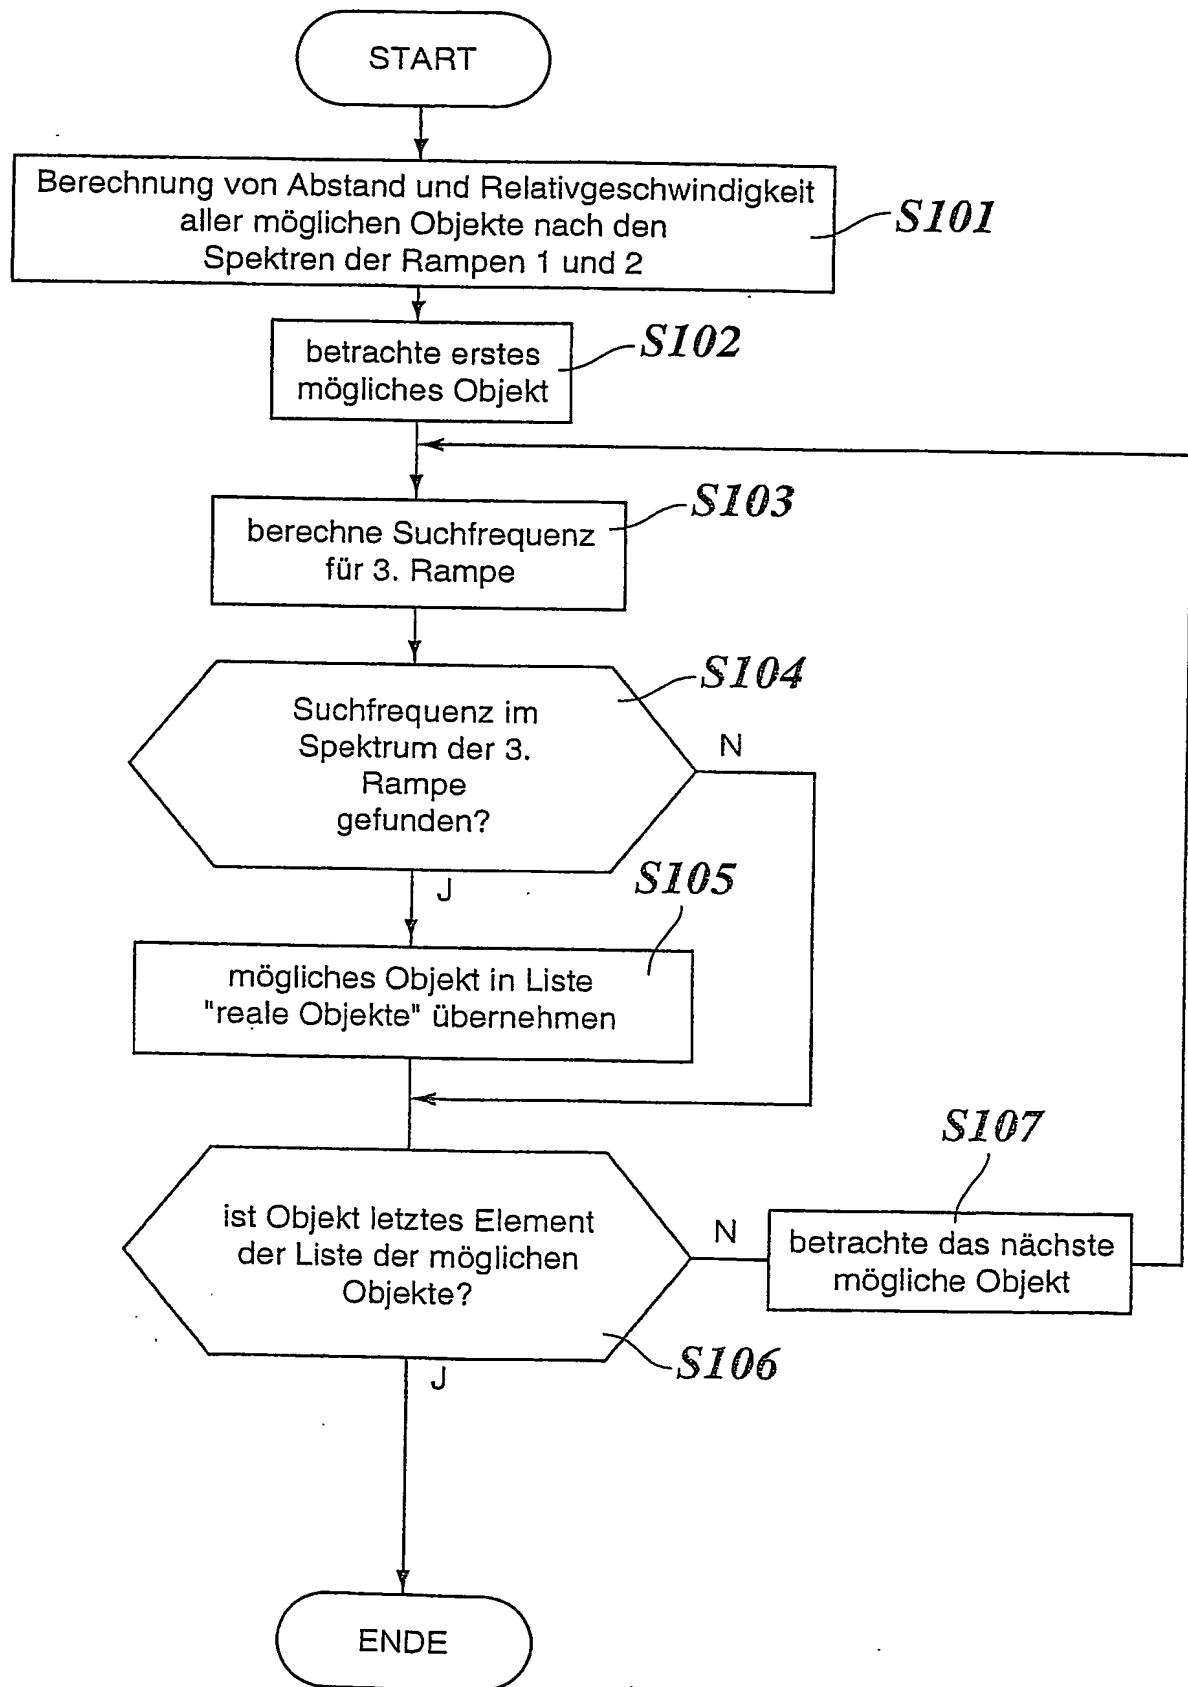 START
Berechnung von Abstand und Relativgeschwindigkeit
aller möglichen Objekte nach den
Spektren der Rampen 1 und 2
S101
betrachte erstes
mögliches Objekt
S102
berechne Suchfrequenz
für 3. Rampe
S103
Suchfrequenz im
Spektrum der 3.
Rampe
gefunden?
S104
N
J
S105
mögliches Objekt in Liste
"reale Objekte" übernehmen
ist Objekt letztes Element
der Liste der möglichen
Objekte?
N
S107
betrachte das nächste
mögliche Objekt
S106
J
ENDE